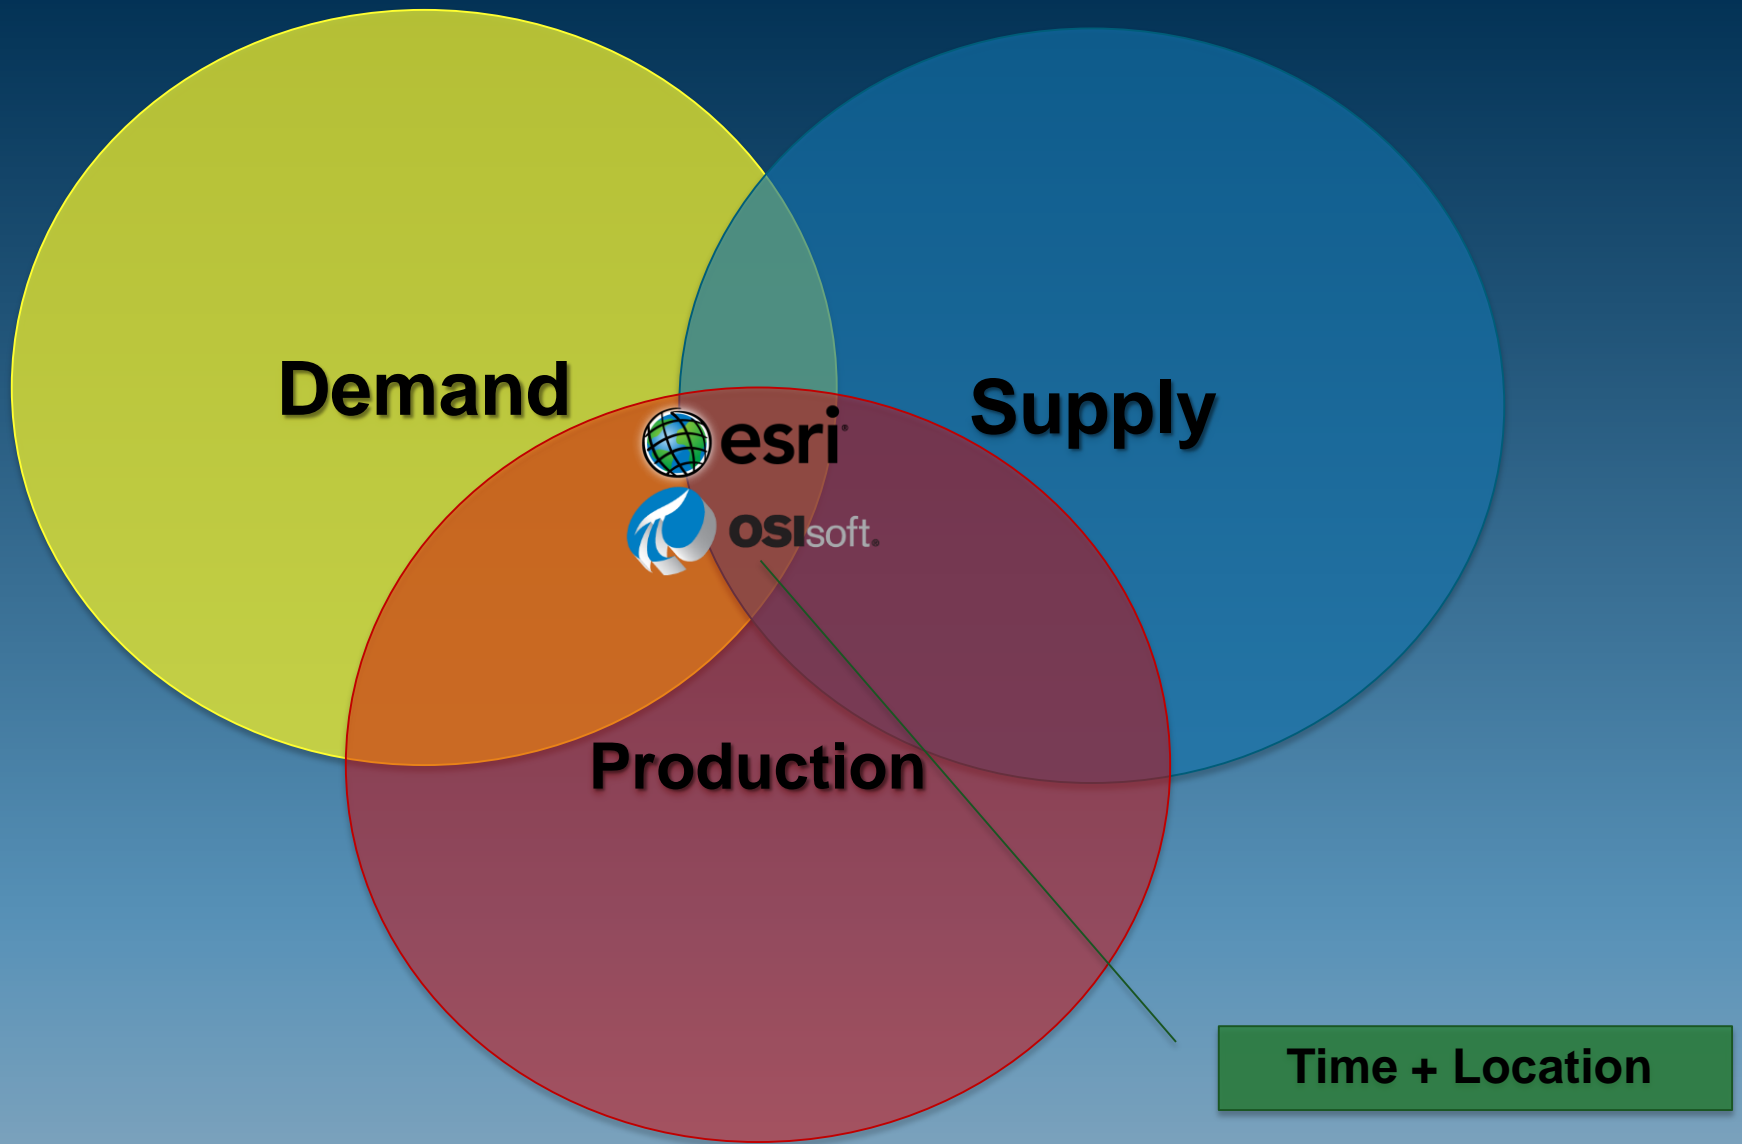 Demand
Supply
esri®
OSIsoft®
Production
Time + Location